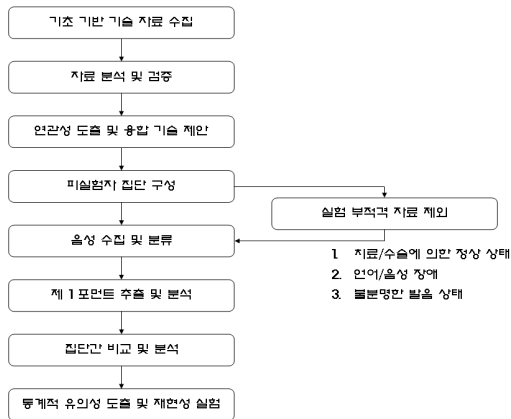 기초 기반 기술 자료 수집
자료 분석 및 검증
연관성 도출 및 융합 기술 제안
피실험자 집단 구성
실험 부적격 자료 제외
음성 수집 및 분류
1. 치료/수술에 의한 정상 상태
2. 언어/음성 장애
3. 불분명한 발음 상태
제 1 포먼트 추출 및 분석
집단간 비교 및 분석
통계적 유의성 도출 및 재현성 실험